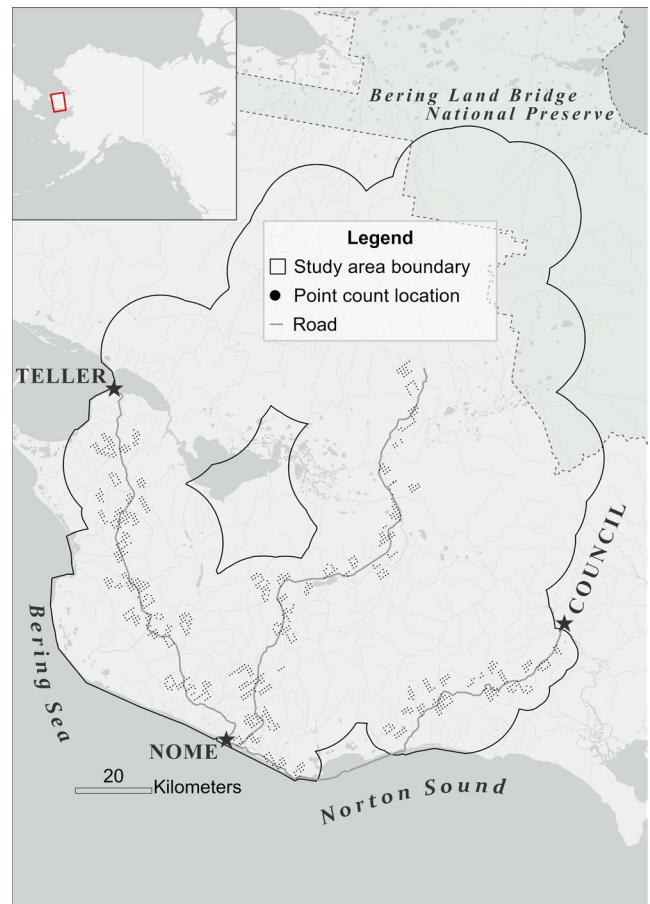 Bering Land Bridge
National Preserve
Legend
Study area boundary
Point count location
Road
TELLER
COUNCIL
Bering Sea
NOME
20
Kilometers
Norton Sound